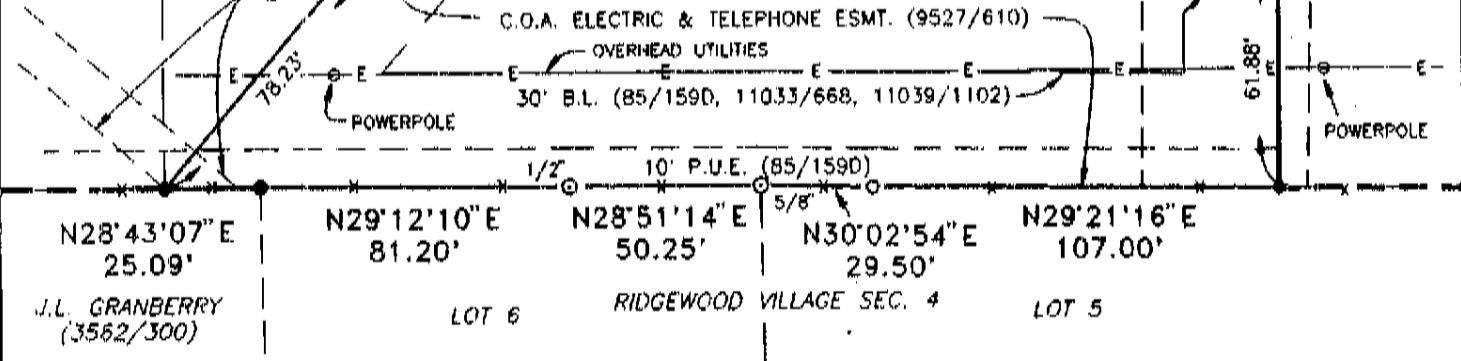 C.O.A. ELECTRIC & TELEPHONE ESMT. (9527/610)
OVERHEAD UTILITIES
E E E E E E E E E E
78.23'
61.88'
30' B.L. (85/159D, 11033/668, 11039/1102)
POWERPOLE
POWERPOLE
1/2"
10' P.U.E. (85/159D)
5/8"
N28°43'07"E
25.09'
N29°12'10"E
81.20'
N28°51'14"E
50.25'
N30°02'54"E
29.50'
N29°21'16"E
107.00'
J.L. GRANBERRY
(3562/300)
LOT 6
RIDGEWOOD VILLAGE SEC. 4
LOT 5